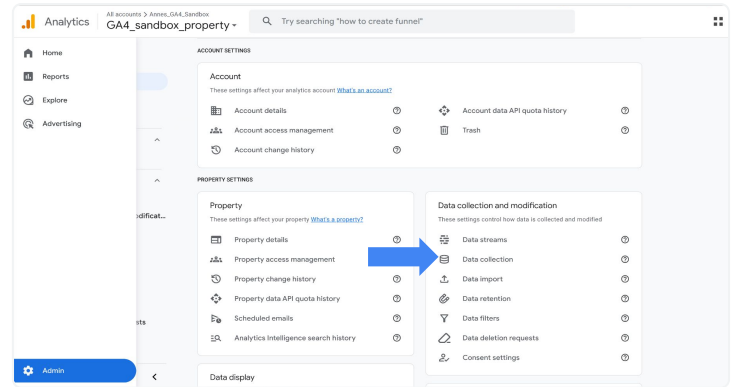 Analytics
All accounts > Annes_GA4_Sandbox
GA4_sandbox_property
Try searching "how to create funnel"
Home
Reports
Explore
Advertising
odificat...
sts
Admin
ACCOUNT SETTINGS
Account
These settings affect your analytics account What's an account?
Account details
Account access management
Account change history
Account data API quota history
Trash
PROPERTY SETTINGS
Property
These settings affect your property What's a property?
Property details
Property access management
Property change history
Property data API quota history
Scheduled emails
Analytics Intelligence search history
Data collection and modification
These settings control how data is collected and modified
Data streams
Data collection
Data import
Data retention
Data filters
Data deletion requests
Consent settings
Data display